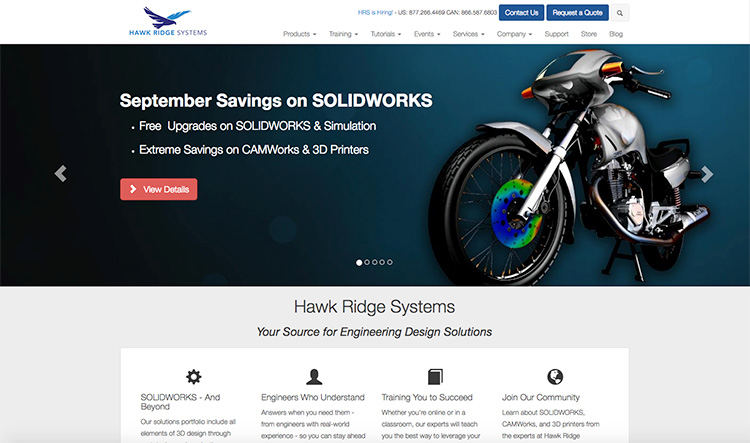 HRS is Hiring! - US: 877.266.4469 CAN: 866.587.6803 Contact Us Request a Quote
HAWK RIDGE SYSTEMS
Products Training Tutorials Events Services Company Support Store Blog
September Savings on SOLIDWORKS
• Free Upgrades on SOLIDWORKS & Simulation
• Extreme Savings on CAMWorks & 3D Printers
View Details
Hawk Ridge Systems
Your Source for Engineering Design Solutions
SOLIDWORKS - And
Beyond
Our solutions portfolio include all
elements of 3D design through
Engineers Who Understand
Answers when you need them -
from engineers with real-world
experience - so you can stay ahead
Training You to Succeed
Whether you're online or in a
classroom, our experts will teach
you the best way to leverage your
Join Our Community
Learn about SOLIDWORKS,
CAMWorks, and 3D printers from
the experts at Hawk Ridge